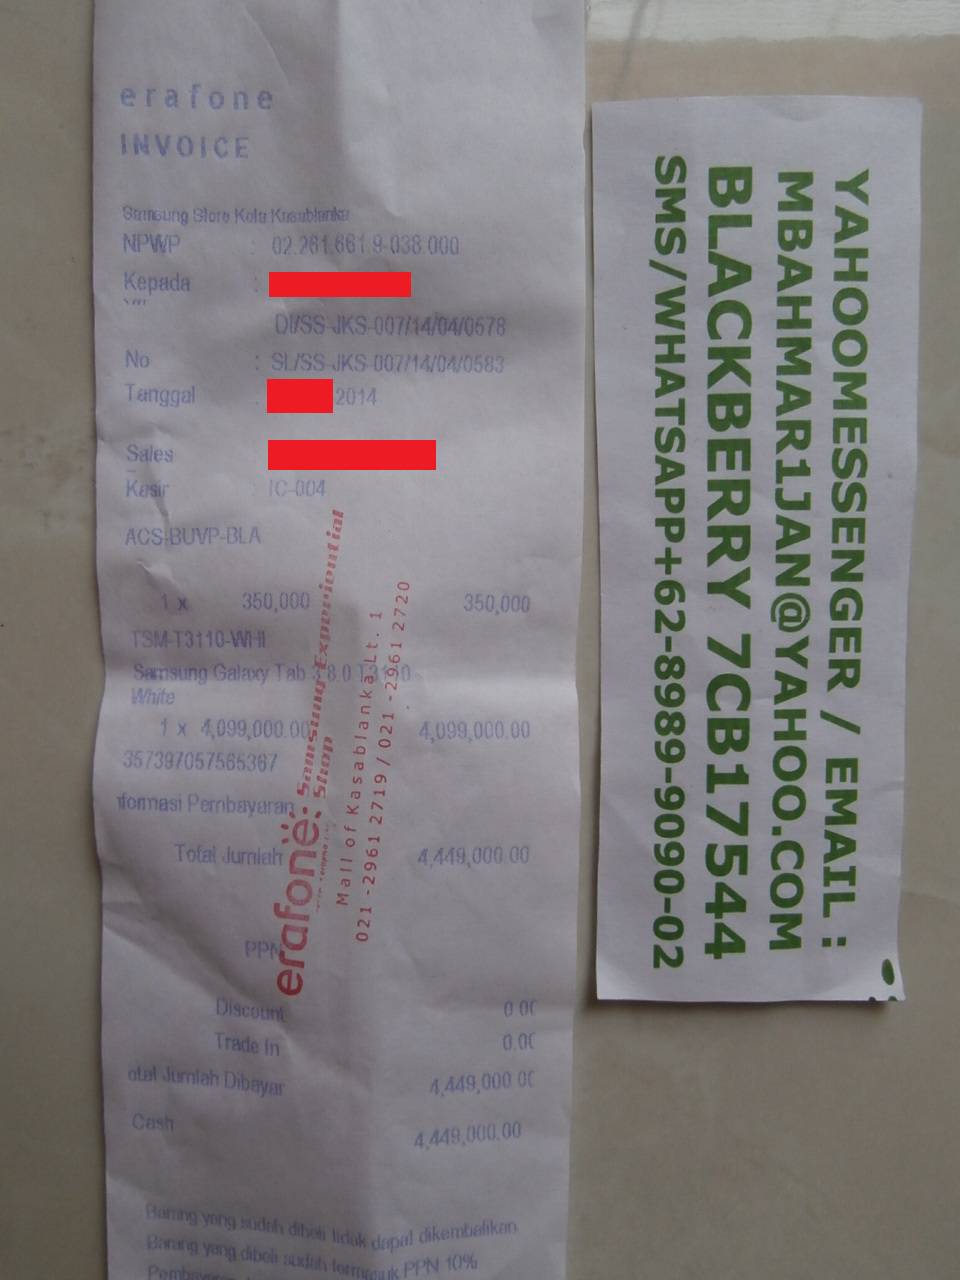 erafone
INVOICE
Samsung Store Kota Kasablanka
NPWP : 02.261.661.9-038.000
Kepada :
DI/SS-JKS-007/14/04/0578
No : SL/SS-JKS-007/14/04/0583
Tanggal : 2014
Sales
Kasir : IC-004
ACS-BUVP-BLA
1 x 350,000 350,000
TSM-T3110-WHI
Samsung Galaxy Tab 3 8.0 T3110
White
1 x 4,099,000.00 4,099,000.00
357397057565367
nformasi Pembayaran
Total Jumlah 4,449,000.00
PPN
Discount 0.00
Trade In 0.00
otal Jumlah Dibayar 4,449,000.00
Cash 4,449,000.00
Barang yang sudah dibeli tidak dapat dikembalikan
Barang yang dibeli sudah termasuk PPN 10%
erafone: Samsung Experiential
Shop
Mall of Kasablanka Lt. 1
021-2961 2719 / 021-2961 2720
YAHOOMESSENGER / EMAIL :
MBAHMAR1JAN@YAHOO.COM
BLACKBERRY 7CB17544
SMS/WHATSAPP+62-8989-9090-02